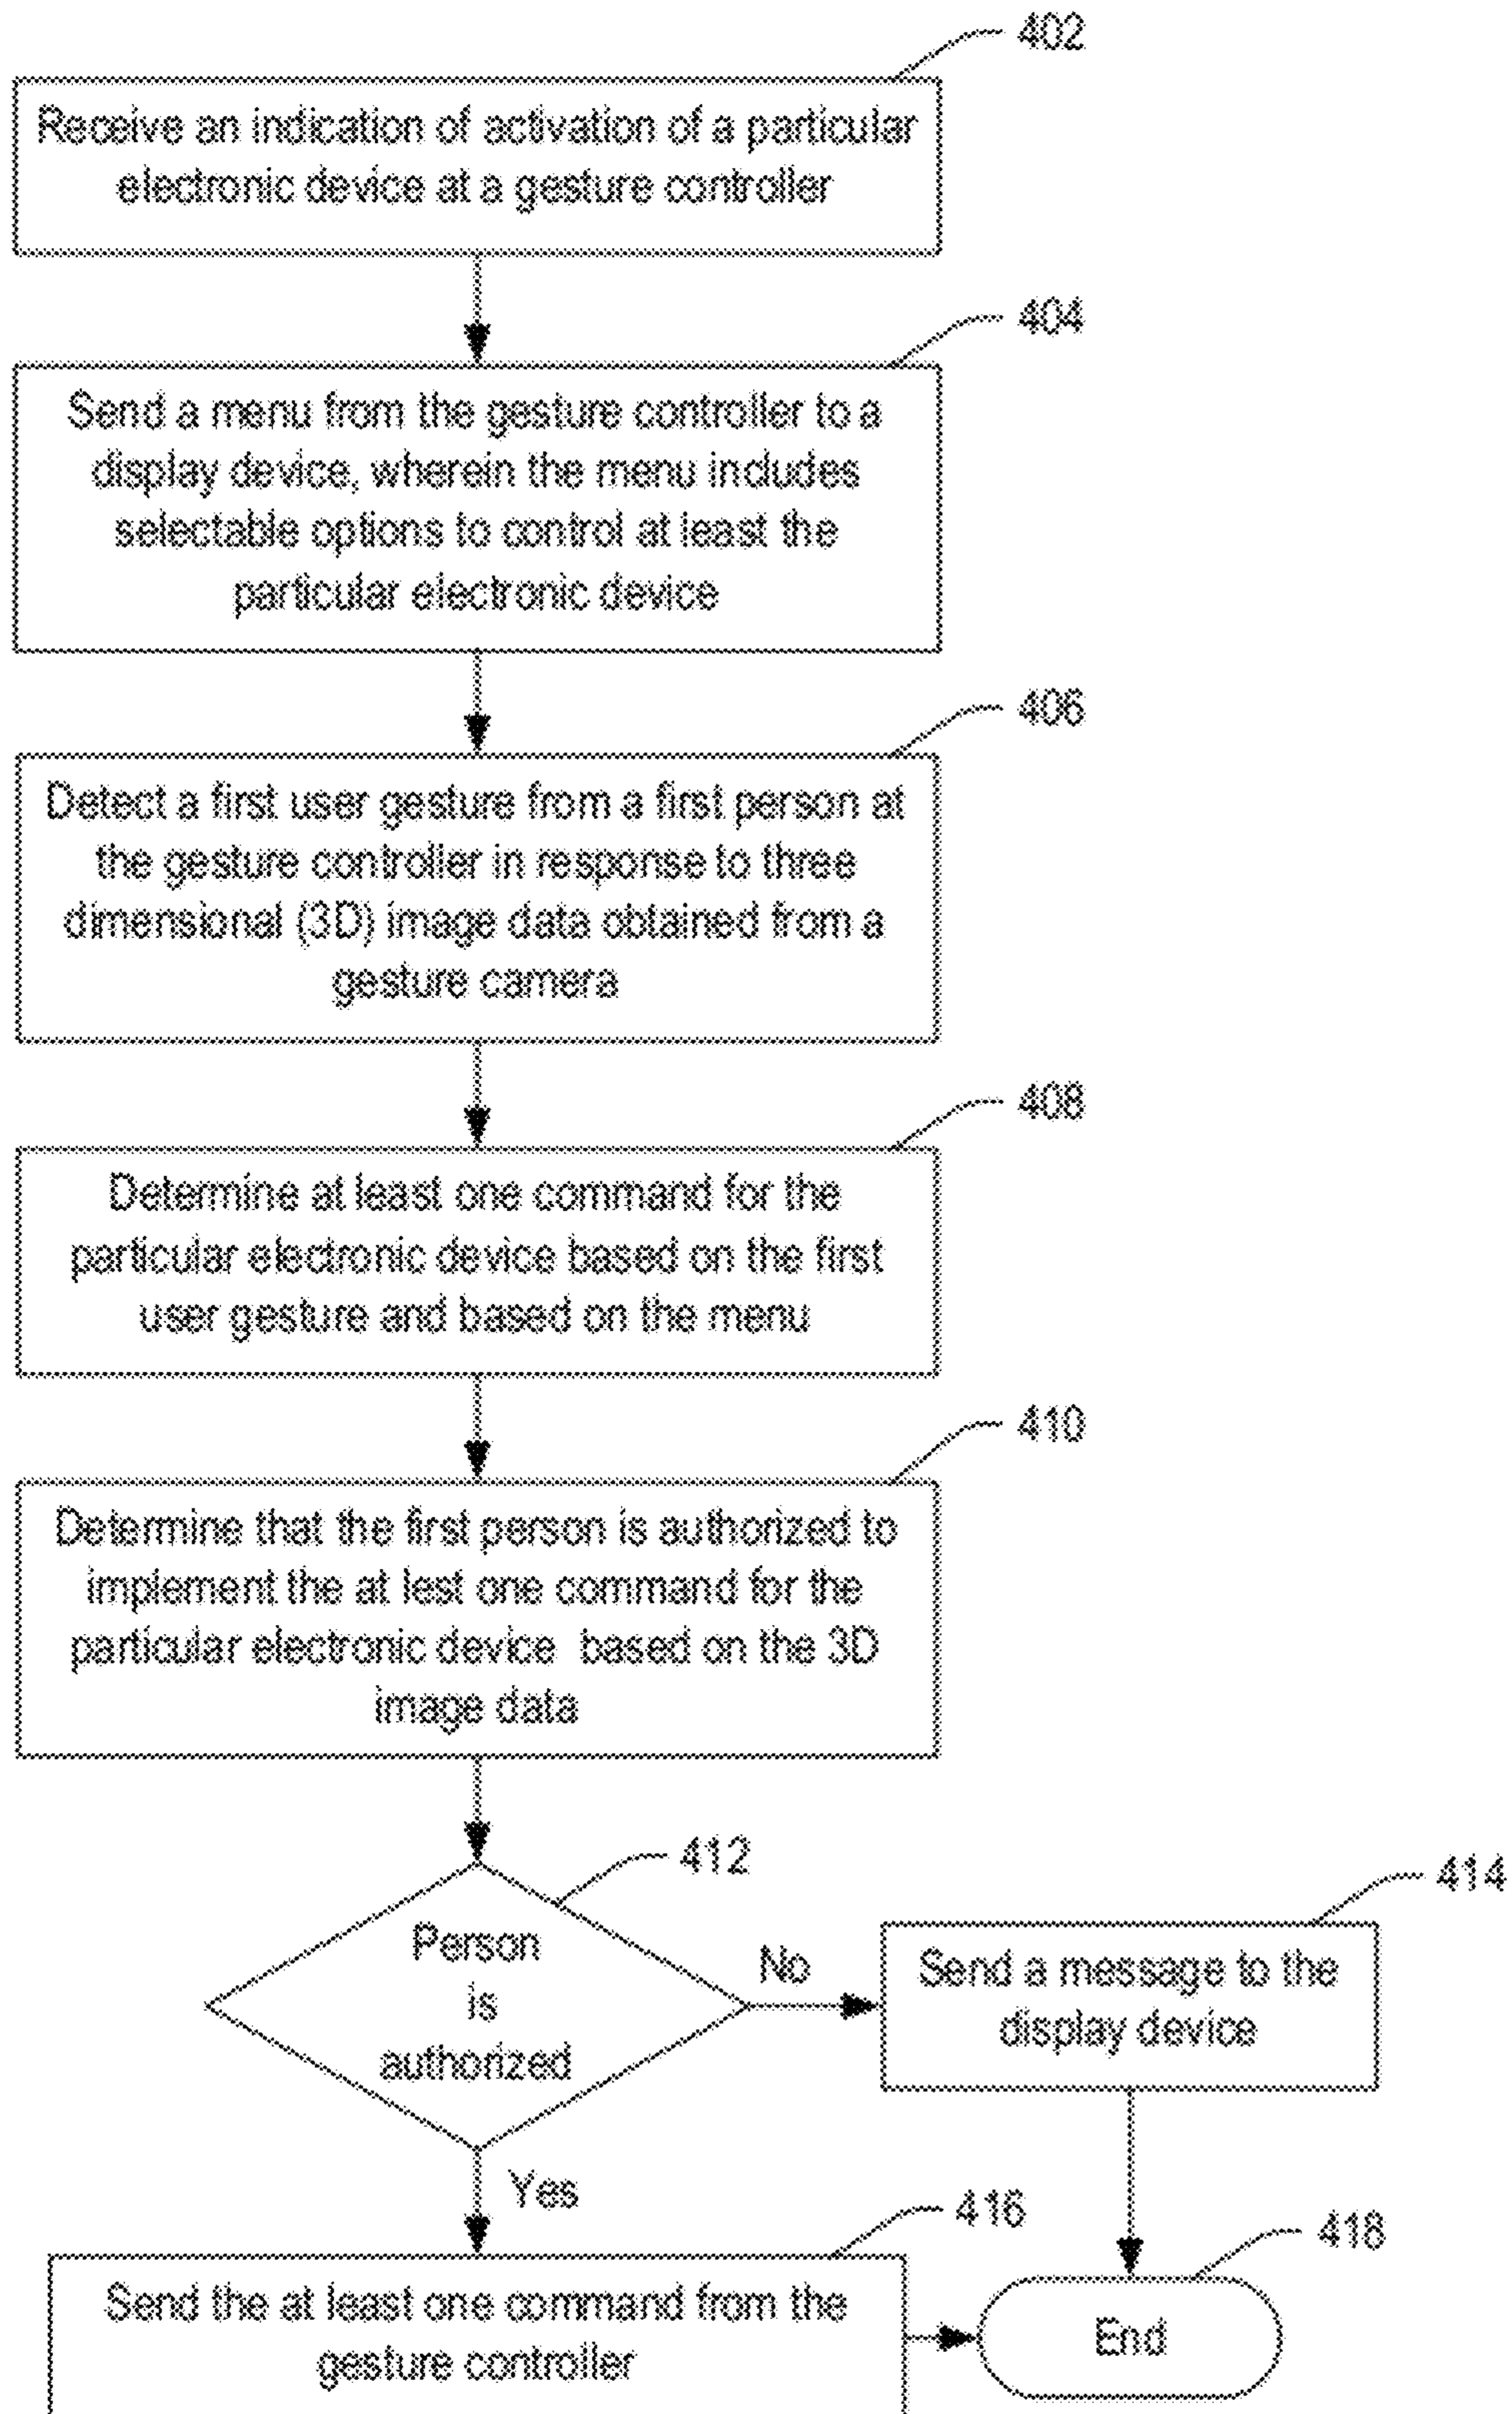 402
Receive an indication of activation of a particular
electronic device at a gesture controller
404
Send a menu from the gesture controller to a
display device, wherein the menu includes
selectable options to control at least the
particular electronic device
406
Detect a first user gesture from a first person at
the gesture controller in response to three
dimensional (3D) image data obtained from a
gesture camera
408
Determine at least one command for the
particular electronic device based on the first
user gesture and based on the menu
410
Determine that the first person is authorized to
implement the at lest one command for the
particular electronic device based on the 3D
image data
412
Person
is
authorized
No
414
Send a message to the
display device
Yes
416
Send the at least one command from the
gesture controller
418
End